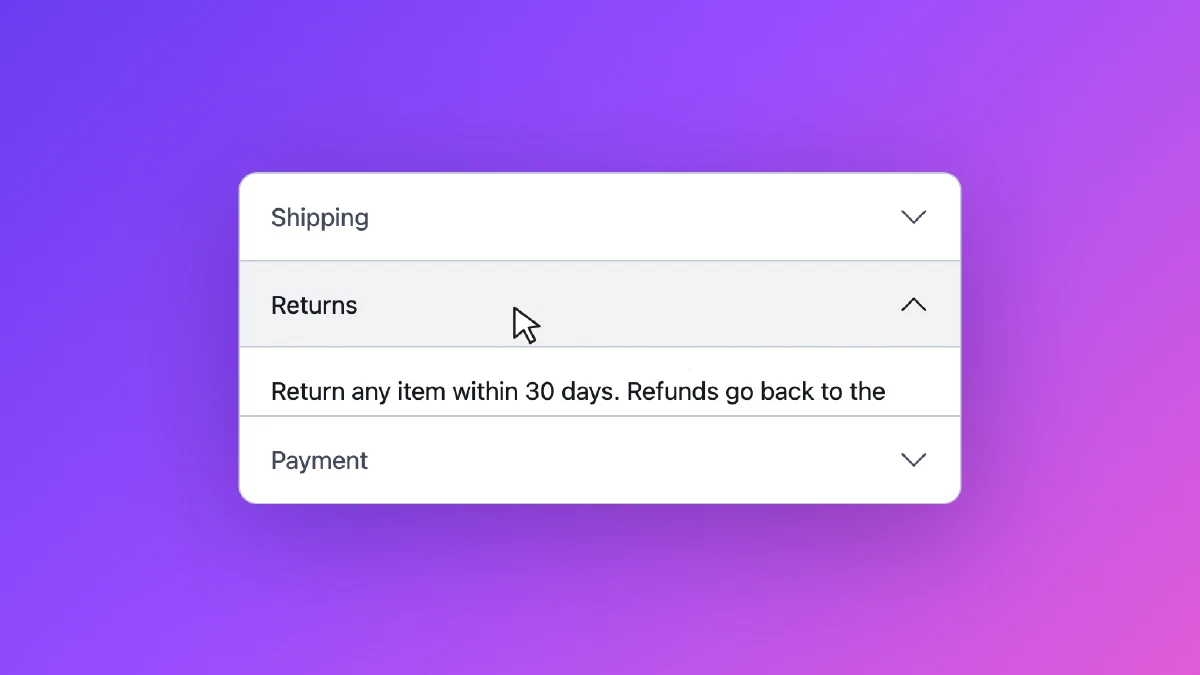 Shipping
Returns
Return any item within 30 days. Refunds go back to the
Payment